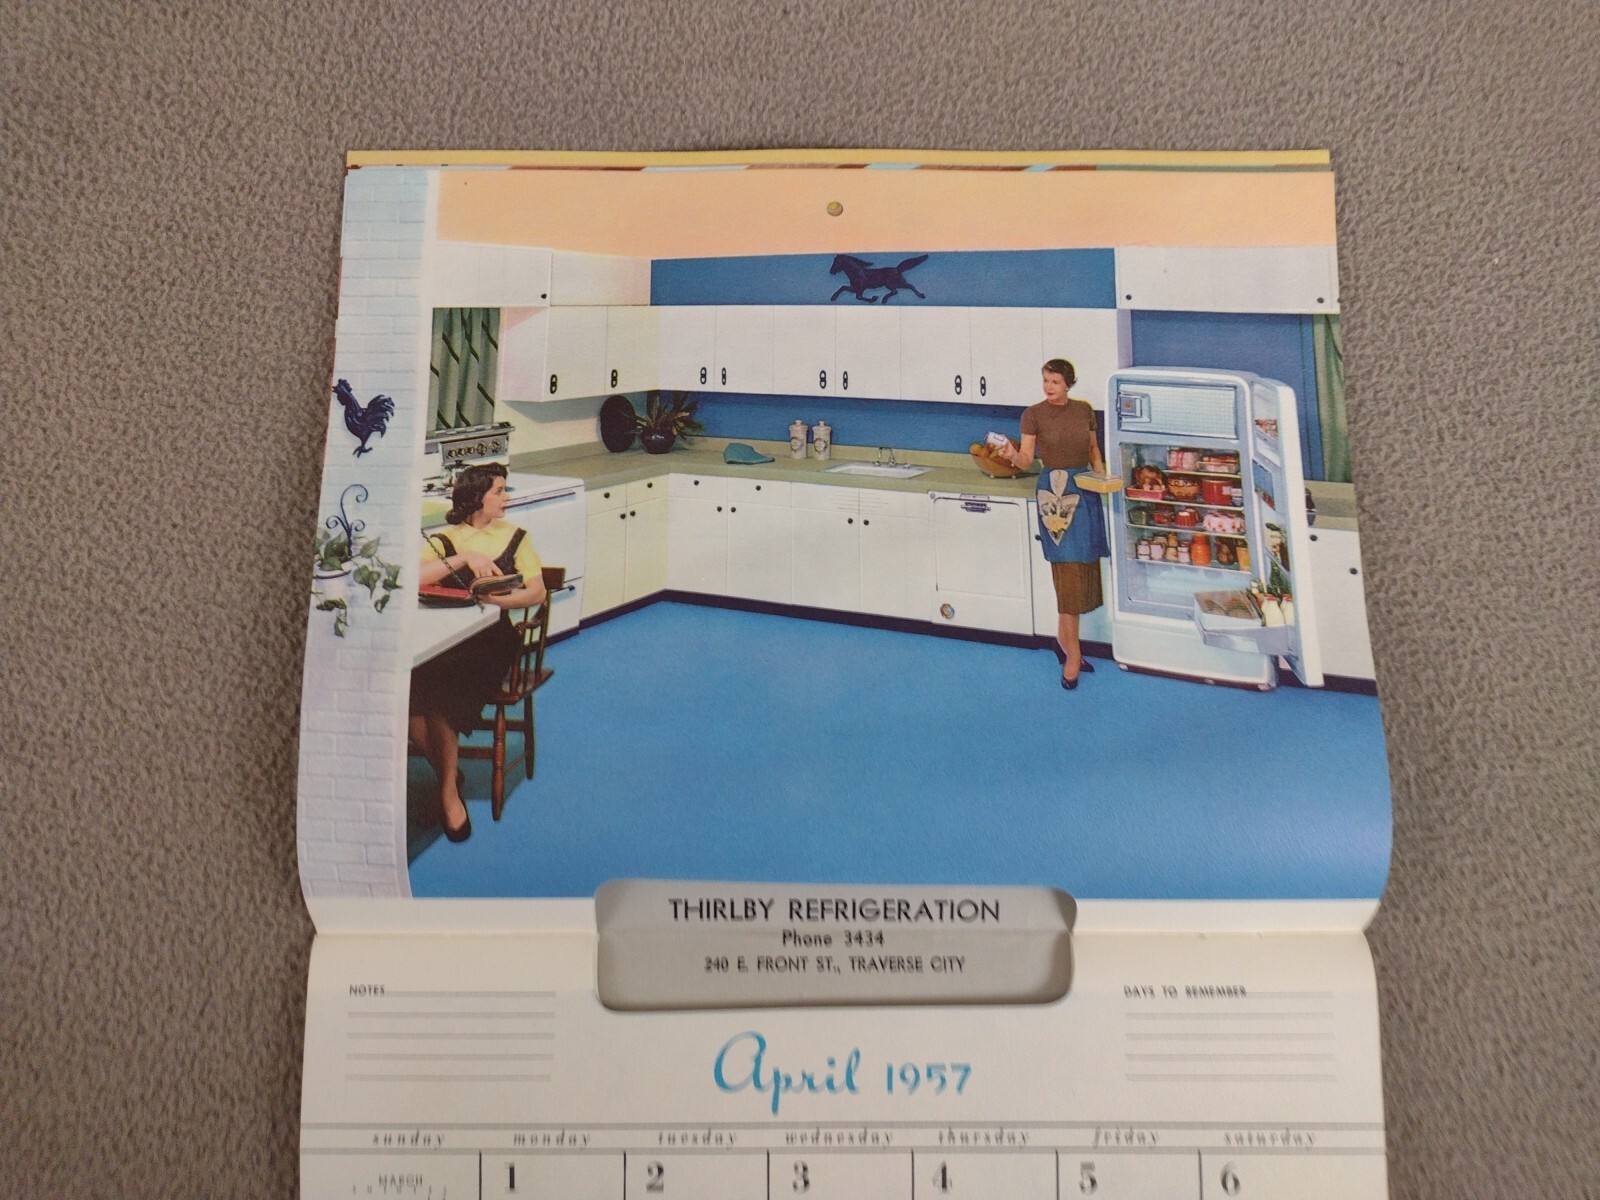 THIRLBY REFRIGERATION
Phone 3434
240 E. FRONT ST., TRAVERSE CITY
NOTES
DAYS TO REMEMBER
April 1957
sunday monday tuesday wednesday thursday friday saturday
MARCH 1 2 3 4 5 6